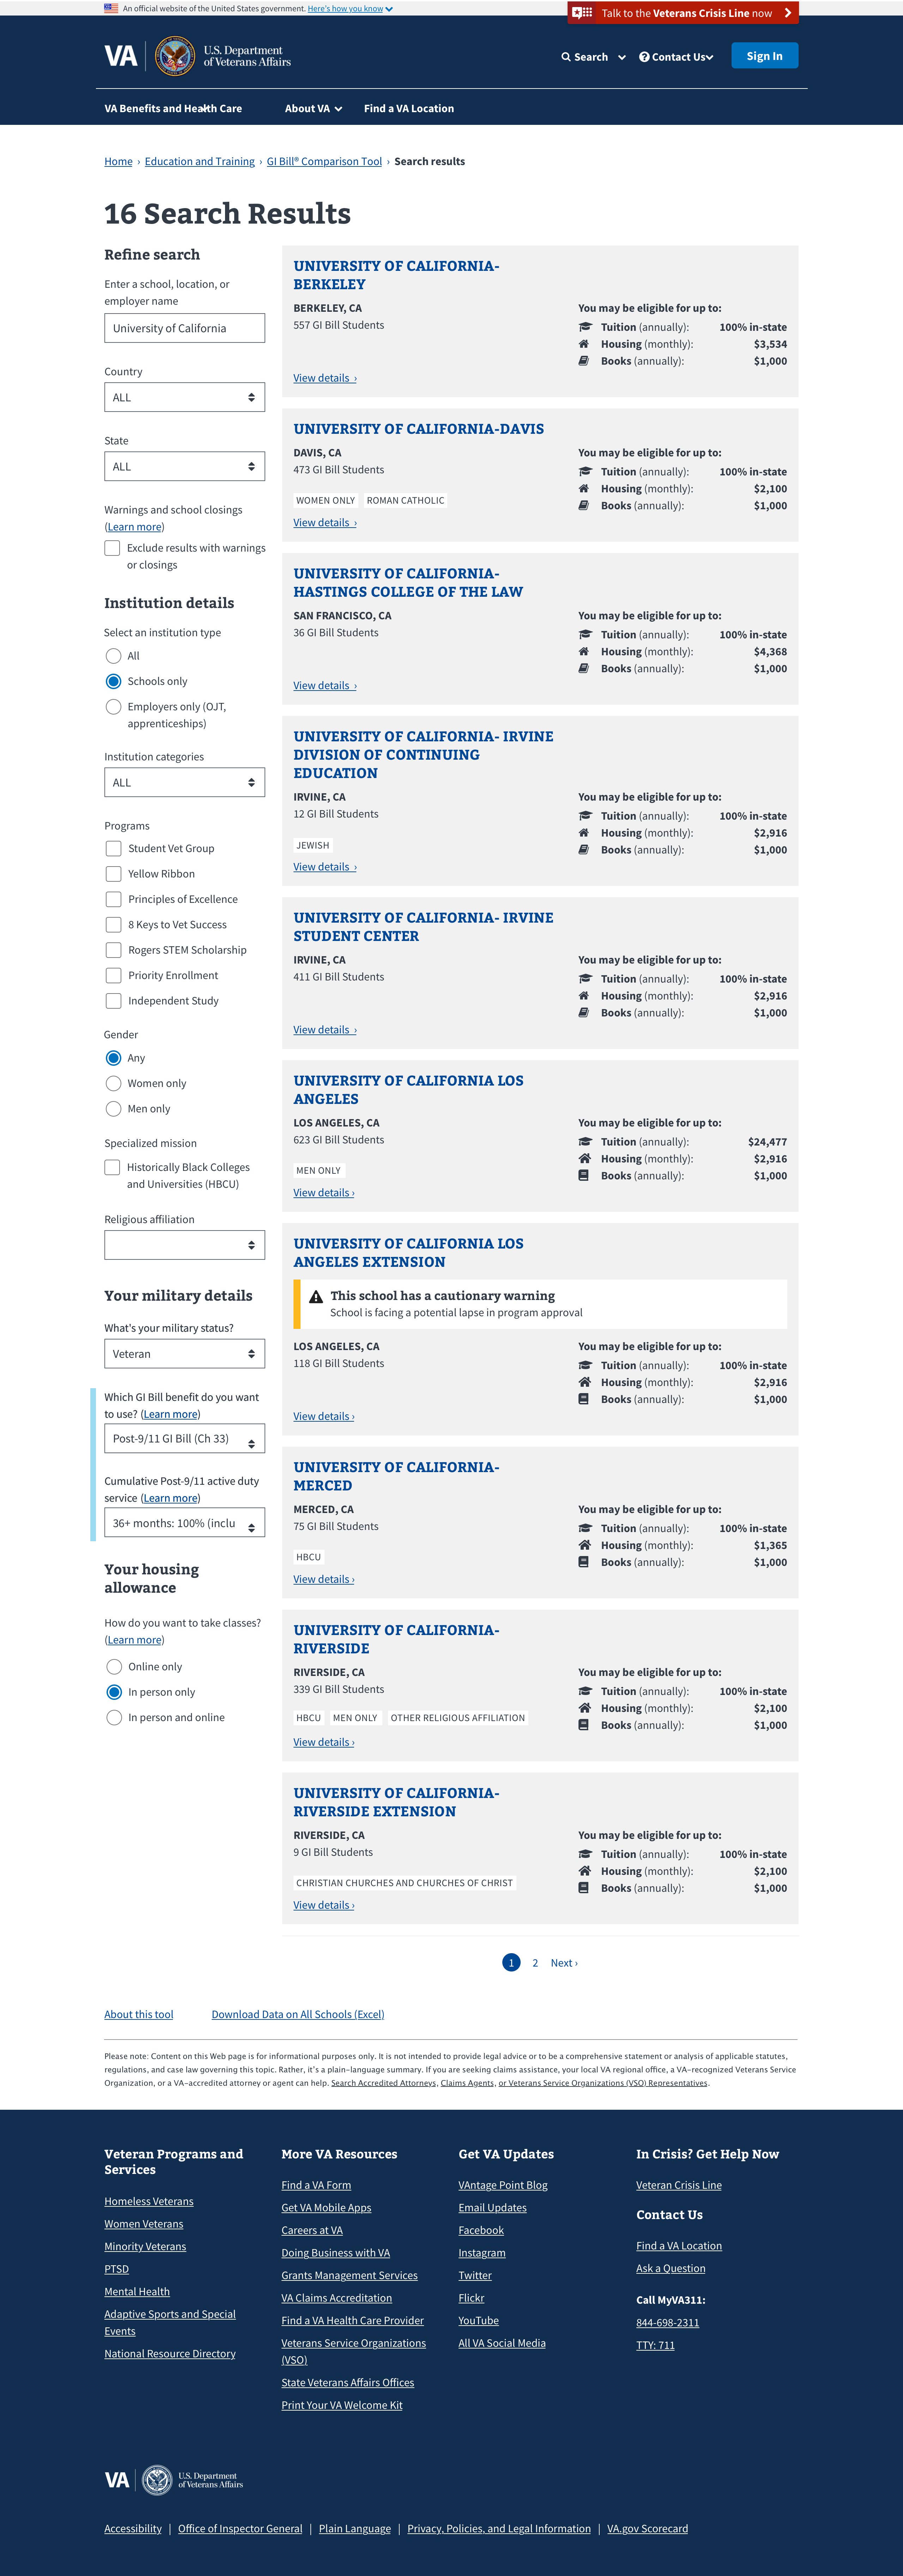 An official website of the United States government. Here's how you know
Talk to the Veterans Crisis Line now
VA
U.S. Department
of Veterans Affairs
Search
Contact Us
Sign In
VA Benefits and Health Care
About VA
Find a VA Location
Home › Education and Training › GI Bill® Comparison Tool › Search results
16 Search Results
Refine search
Enter a school, location, or
employer name
University of California
Country
ALL
State
ALL
Warnings and school closings
(Learn more)
Exclude results with warnings
or closings
Institution details
Select an institution type
All
Schools only
Employers only (OJT,
apprenticeships)
Institution categories
ALL
Programs
Student Vet Group
Yellow Ribbon
Principles of Excellence
8 Keys to Vet Success
Rogers STEM Scholarship
Priority Enrollment
Independent Study
Gender
Any
Women only
Men only
Specialized mission
Historically Black Colleges
and Universities (HBCU)
Religious affiliation
Your military details
What's your military status?
Veteran
Which GI Bill benefit do you want
to use? (Learn more)
Post-9/11 GI Bill (Ch 33)
Cumulative Post-9/11 active duty
service (Learn more)
36+ months: 100% (inclu
Your housing
allowance
How do you want to take classes?
(Learn more)
Online only
In person only
In person and online
UNIVERSITY OF CALIFORNIA-
BERKELEY
BERKELEY, CA
557 GI Bill Students
View details ›
You may be eligible for up to:
Tuition (annually): 100% in-state
Housing (monthly): $3,534
Books (annually): $1,000
UNIVERSITY OF CALIFORNIA-DAVIS
DAVIS, CA
473 GI Bill Students
WOMEN ONLY ROMAN CATHOLIC
View details ›
You may be eligible for up to:
Tuition (annually): 100% in-state
Housing (monthly): $2,100
Books (annually): $1,000
UNIVERSITY OF CALIFORNIA-
HASTINGS COLLEGE OF THE LAW
SAN FRANCISCO, CA
36 GI Bill Students
View details ›
You may be eligible for up to:
Tuition (annually): 100% in-state
Housing (monthly): $4,368
Books (annually): $1,000
UNIVERSITY OF CALIFORNIA- IRVINE
DIVISION OF CONTINUING
EDUCATION
IRVINE, CA
12 GI Bill Students
JEWISH
View details ›
You may be eligible for up to:
Tuition (annually): 100% in-state
Housing (monthly): $2,916
Books (annually): $1,000
UNIVERSITY OF CALIFORNIA- IRVINE
STUDENT CENTER
IRVINE, CA
411 GI Bill Students
View details ›
You may be eligible for up to:
Tuition (annually): 100% in-state
Housing (monthly): $2,916
Books (annually): $1,000
UNIVERSITY OF CALIFORNIA LOS
ANGELES
LOS ANGELES, CA
623 GI Bill Students
MEN ONLY
View details ›
You may be eligible for up to:
Tuition (annually): $24,477
Housing (monthly): $2,916
Books (annually): $1,000
UNIVERSITY OF CALIFORNIA LOS
ANGELES EXTENSION
This school has a cautionary warning
School is facing a potential lapse in program approval
LOS ANGELES, CA
118 GI Bill Students
View details ›
You may be eligible for up to:
Tuition (annually): 100% in-state
Housing (monthly): $2,916
Books (annually): $1,000
UNIVERSITY OF CALIFORNIA-
MERCED
MERCED, CA
75 GI Bill Students
HBCU
View details ›
You may be eligible for up to:
Tuition (annually): 100% in-state
Housing (monthly): $1,365
Books (annually): $1,000
UNIVERSITY OF CALIFORNIA-
RIVERSIDE
RIVERSIDE, CA
339 GI Bill Students
HBCU MEN ONLY OTHER RELIGIOUS AFFILIATION
View details ›
You may be eligible for up to:
Tuition (annually): 100% in-state
Housing (monthly): $2,100
Books (annually): $1,000
UNIVERSITY OF CALIFORNIA-
RIVERSIDE EXTENSION
RIVERSIDE, CA
9 GI Bill Students
CHRISTIAN CHURCHES AND CHURCHES OF CHRIST
View details ›
You may be eligible for up to:
Tuition (annually): 100% in-state
Housing (monthly): $2,100
Books (annually): $1,000
1 2 Next ›
About this tool
Download Data on All Schools (Excel)
Please note: Content on this Web page is for informational purposes only. It is not intended to provide legal advice or to be a comprehensive statement or analysis of applicable statutes,
regulations, and case law governing this topic. Rather, it's a plain-language summary. If you are seeking claims assistance, your local VA regional office, a VA-recognized Veterans Service
Organization, or a VA-accredited attorney or agent can help. Search Accredited Attorneys, Claims Agents, or Veterans Service Organizations (VSO) Representatives.
Veteran Programs and
Services
Homeless Veterans
Women Veterans
Minority Veterans
PTSD
Mental Health
Adaptive Sports and Special
Events
National Resource Directory
More VA Resources
Find a VA Form
Get VA Mobile Apps
Careers at VA
Doing Business with VA
Grants Management Services
VA Claims Accreditation
Find a VA Health Care Provider
Veterans Service Organizations
(VSO)
State Veterans Affairs Offices
Print Your VA Welcome Kit
Get VA Updates
VAntage Point Blog
Email Updates
Facebook
Instagram
Twitter
Flickr
YouTube
All VA Social Media
In Crisis? Get Help Now
Veteran Crisis Line
Contact Us
Find a VA Location
Ask a Question
Call MyVA311:
844-698-2311
TTY: 711
VA
U.S. Department
of Veterans Affairs
Accessibility | Office of Inspector General | Plain Language | Privacy, Policies, and Legal Information | VA.gov Scorecard